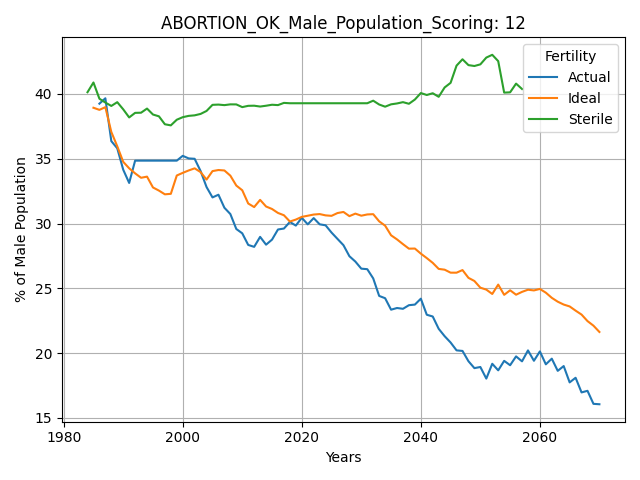 ABORTION_OK_Male_Population_Scoring: 12
Fertility
Actual
Ideal
Sterile
% of Male Population
40
35
30
25
20
15
1980 2000 2020 2040 2060
Years